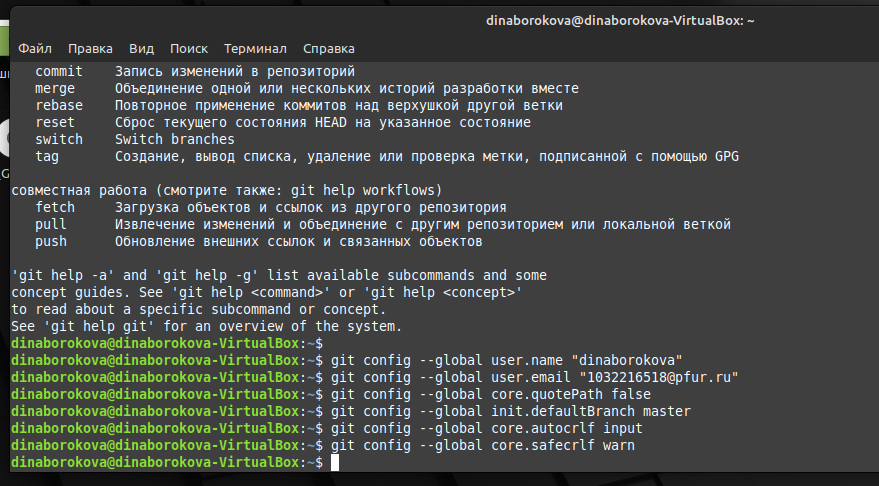 dinaborokova@dinaborokova-VirtualBox: ~
Файл Правка Вид Поиск Терминал Справка
commit Запись изменений в репозиторий
merge Объединение одной или нескольких историй разработки вместе
rebase Повторное применение коммитов над верхушкой другой ветки
reset Сброс текущего состояния HEAD на указанное состояние
switch Switch branches
tag Создание, вывод списка, удаление или проверка метки, подписанной с помощью GPG
совместная работа (смотрите также: git help workflows)
fetch Загрузка объектов и ссылок из другого репозитория
pull Извлечение изменений и объединение с другим репозиторием или локальной веткой
push Обновление внешних ссылок и связанных объектов
'git help -a' and 'git help -g' list available subcommands and some
concept guides. See 'git help <command>' or 'git help <concept>'
to read about a specific subcommand or concept.
See 'git help git' for an overview of the system.
dinaborokova@dinaborokova-VirtualBox:~$
dinaborokova@dinaborokova-VirtualBox:~$ git config --global user.name "dinaborokova"
dinaborokova@dinaborokova-VirtualBox:~$ git config --global user.email "1032216518@pfur.ru"
dinaborokova@dinaborokova-VirtualBox:~$ git config --global core.quotePath false
dinaborokova@dinaborokova-VirtualBox:~$ git config --global init.defaultBranch master
dinaborokova@dinaborokova-VirtualBox:~$ git config --global core.autocrlf input
dinaborokova@dinaborokova-VirtualBox:~$ git config --global core.safecrlf warn
dinaborokova@dinaborokova-VirtualBox:~$